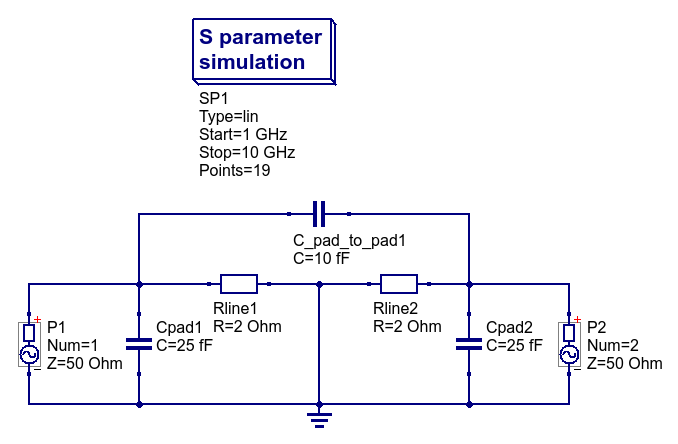 S parameter
simulation
SP1
Type=lin
Start=1 GHz
Stop=10 GHz
Points=19
C_pad_to_pad1
C=10 fF
Rline1
R=2 Ohm
Rline2
R=2 Ohm
P1
Num=1
Z=50 Ohm
Cpad1
C=25 fF
Cpad2
C=25 fF
P2
Num=2
Z=50 Ohm